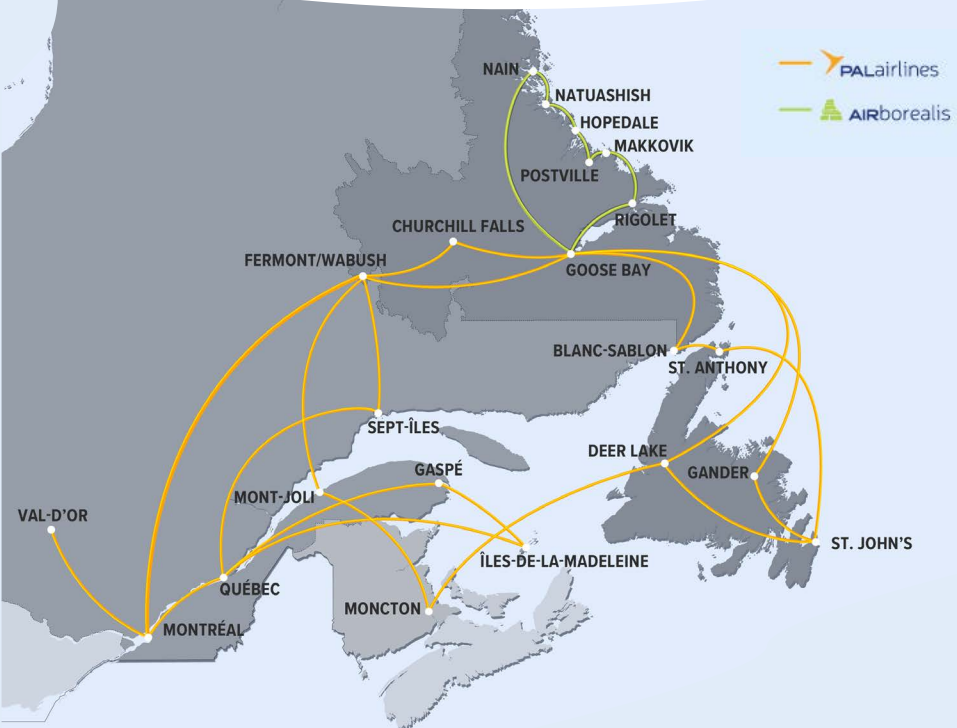 NAIN
PALairlines
NATUASHISH
AIRborealis
HOPEDALE
MAKKOVIK
POSTVILLE
RIGOLET
CHURCHILL FALLS
FERMONT/WABUSH
GOOSE BAY
BLANC-SABLON
ST. ANTHONY
SEPT-ÎLES
DEER LAKE
GASPÉ
GANDER
MONT-JOLI
VAL-D'OR
ST. JOHN'S
ÎLES-DE-LA-MADELEINE
QUÉBEC
MONCTON
MONTRÉAL